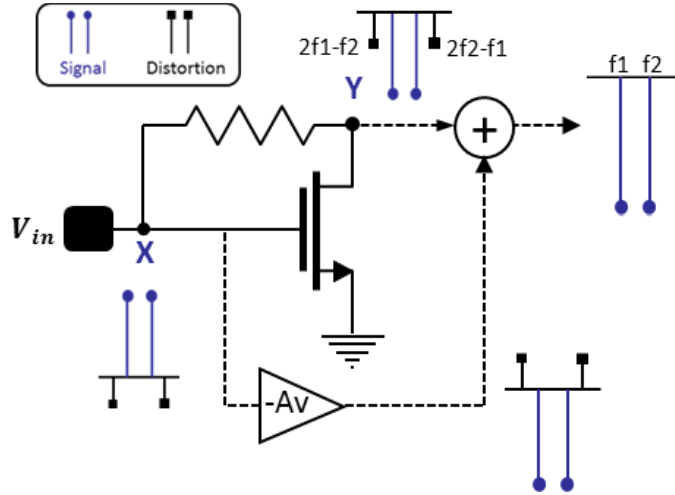 Signal Distortion
2f1-f2 2f2-f1
f1 f2
Y
+
V_in
X
-Av